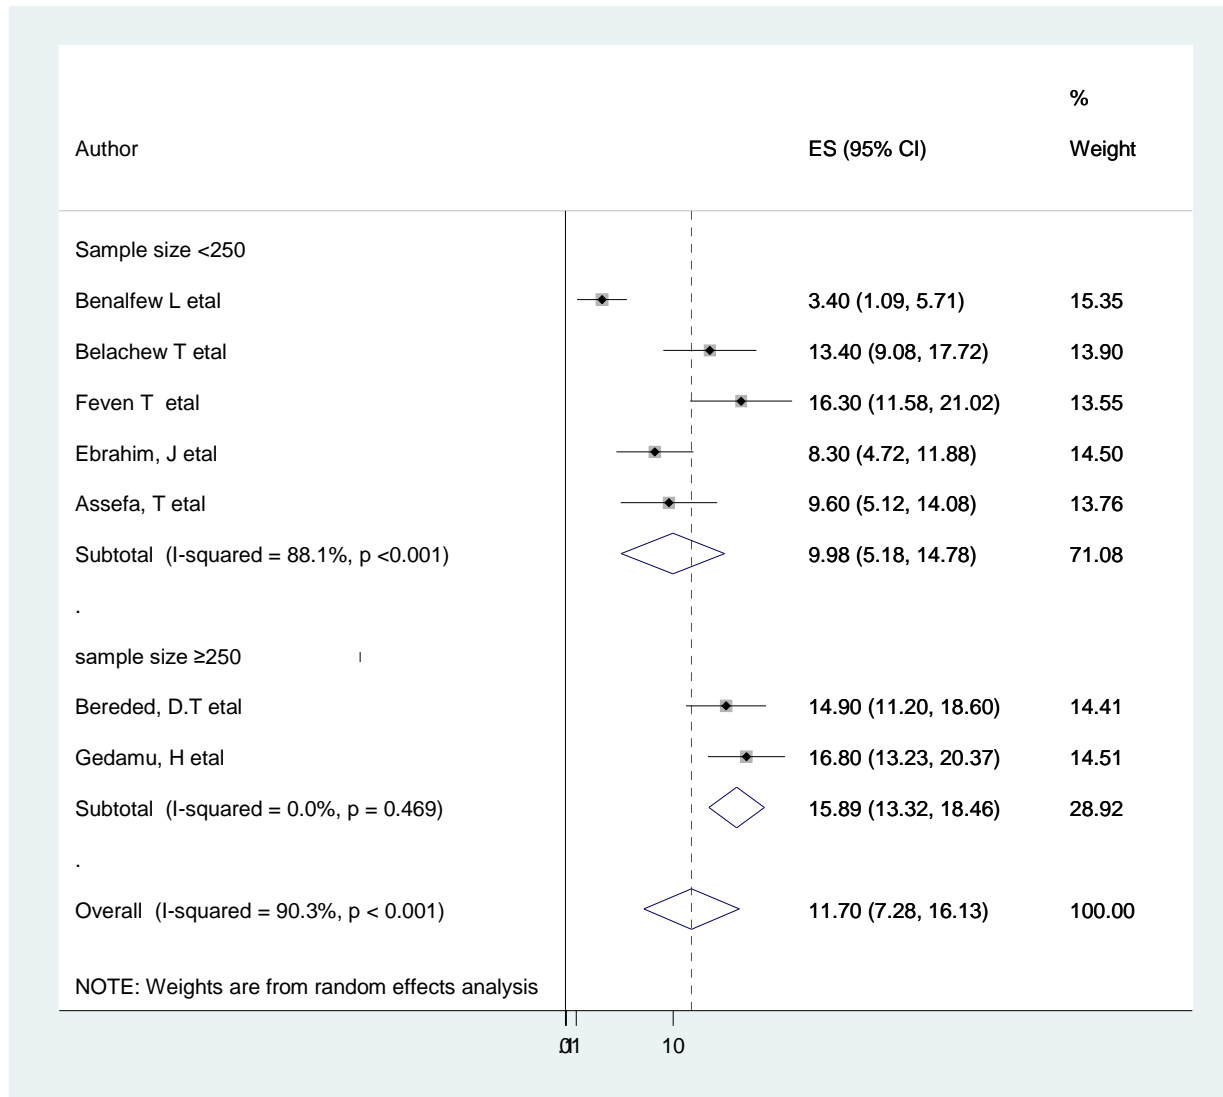 %
Author ES (95% CI) Weight
Sample size <250
Benalfew L etal 3.40 (1.09, 5.71) 15.35
Belachew T etal 13.40 (9.08, 17.72) 13.90
Feven T etal 16.30 (11.58, 21.02) 13.55
Ebrahim, J etal 8.30 (4.72, 11.88) 14.50
Assefa, T etal 9.60 (5.12, 14.08) 13.76
Subtotal (I-squared = 88.1%, p <0.001) 9.98 (5.18, 14.78) 71.08
.
sample size ≥250
Bereded, D.T etal 14.90 (11.20, 18.60) 14.41
Gedamu, H etal 16.80 (13.23, 20.37) 14.51
Subtotal (I-squared = 0.0%, p = 0.469) 15.89 (13.32, 18.46) 28.92
.
Overall (I-squared = 90.3%, p < 0.001) 11.70 (7.28, 16.13) 100.00
NOTE: Weights are from random effects analysis
10